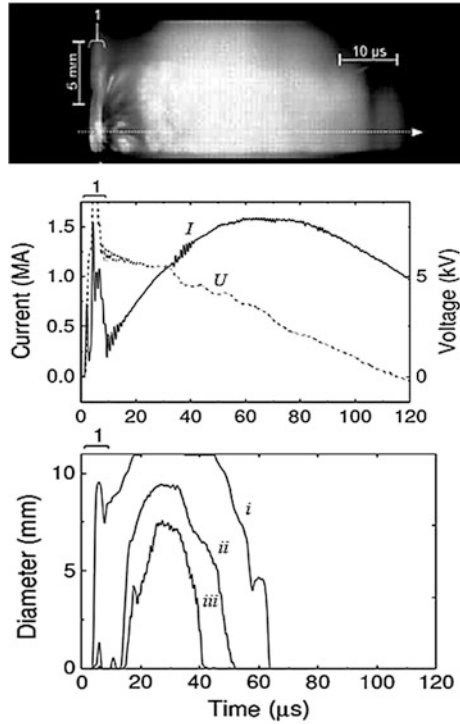 1
10 µs
5 mm
1
1.5
1.0
0.5
0.0
Current (MA)
I
U
5
0
Voltage (kV)
0 20 40 60 80 100 120
1
10
5
0
Diameter (mm)
i
ii
iii
0 20 40 60 80 100 120
Time (µs)